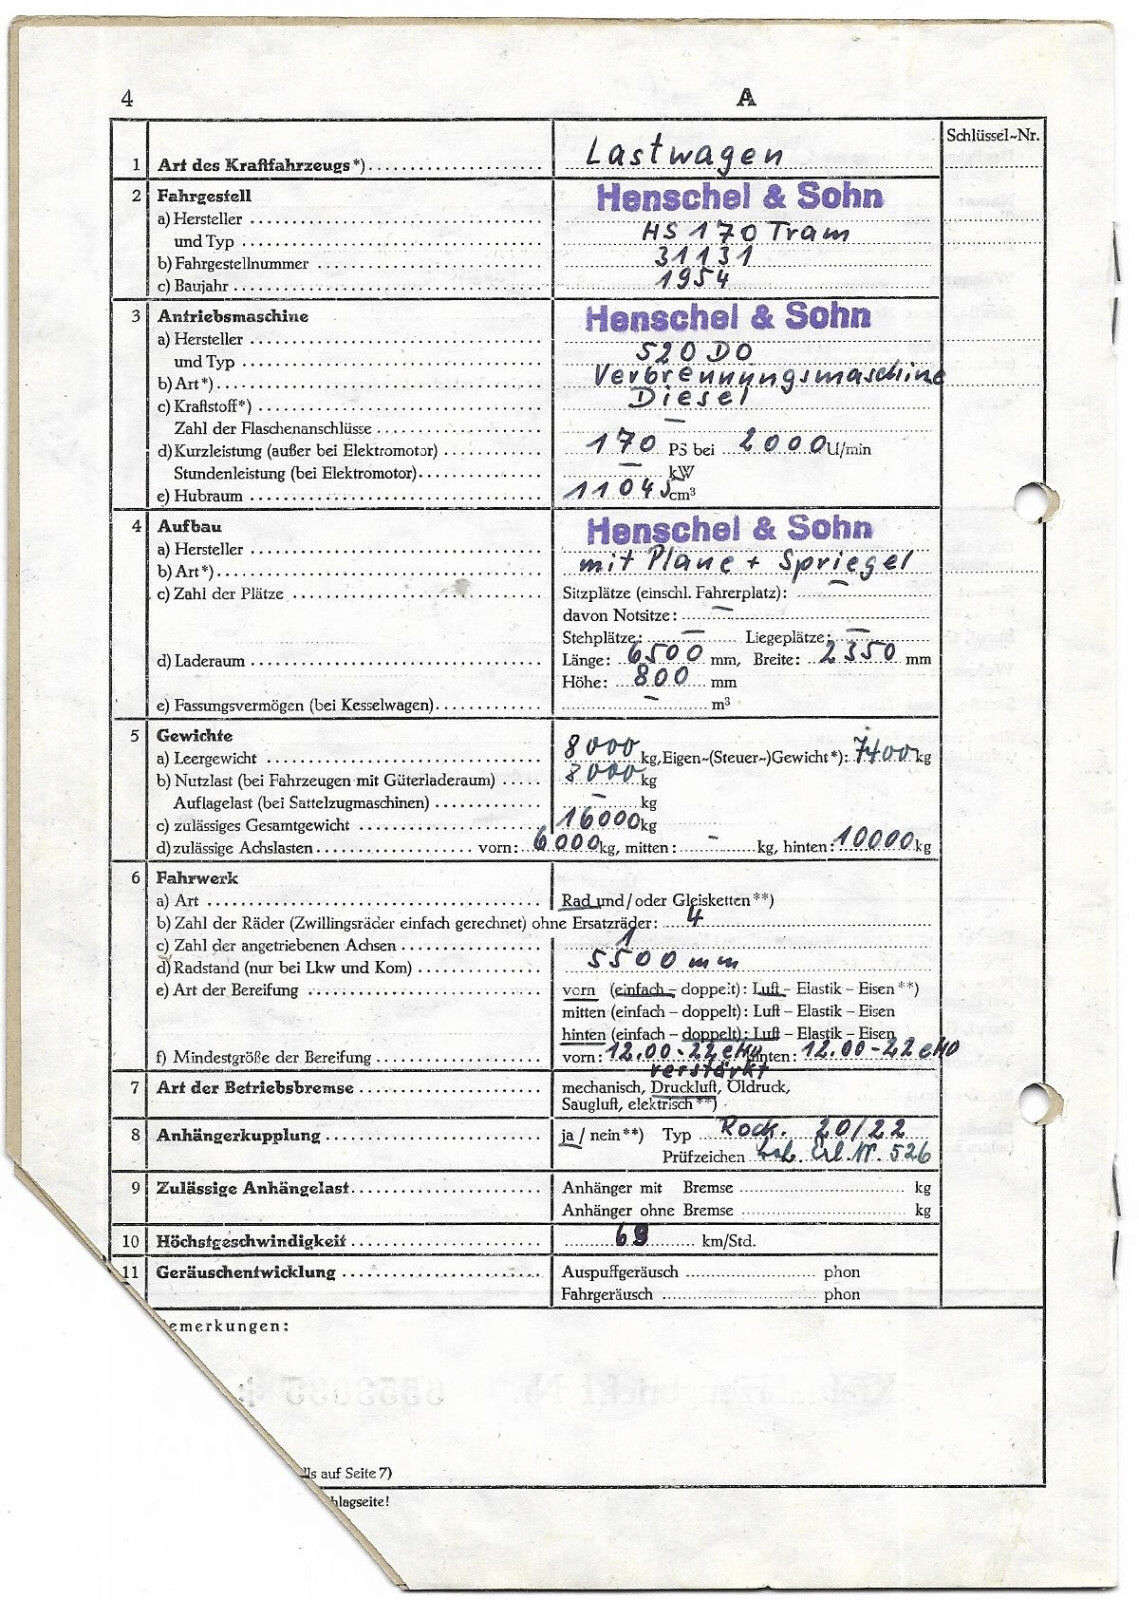 4 A
Schlüssel-Nr.
1 Art des Kraftfahrzeugs*) Lastwagen
2 Fahrgestell Henschel & Sohn
a) Hersteller
und Typ HS 170 Tram
b) Fahrgestellnummer 31131
c) Baujahr 1954
3 Antriebsmaschine Henschel & Sohn
a) Hersteller
und Typ 520 DO
b) Art*) Verbrennungsmaschine
c) Kraftstoff*) Diesel
Zahl der Flaschenanschlüsse —
d) Kurzleistung (außer bei Elektromotor) 170 PS bei 2000 U/min
Stundenleistung (bei Elektromotor) — kW
e) Hubraum 11045 cm³
4 Aufbau Henschel & Sohn
a) Hersteller
b) Art*) mit Plane + Spriegel
c) Zahl der Plätze Sitzplätze (einschl. Fahrerplatz): —
davon Notsitze: —
Stehplätze: — Liegeplätze: —
d) Laderaum Länge: 6500 mm, Breite: 2350 mm
Höhe: 800 mm
e) Fassungsvermögen (bei Kesselwagen) — m³
5 Gewichte
a) Leergewicht 8000 kg, Eigen-(Steuer-)Gewicht*): 7400 kg
b) Nutzlast (bei Fahrzeugen mit Güterladeraum) 8000 kg
Auflagelast (bei Sattelzugmaschinen) — kg
c) zulässiges Gesamtgewicht 16000 kg
d) zulässige Achslasten vorn: 6000 kg, mitten: — kg, hinten: 10000 kg
6 Fahrwerk
a) Art Rad und/oder Gleisketten**)
b) Zahl der Räder (Zwillingsräder einfach gerechnet) ohne Ersatzräder: 4
c) Zahl der angetriebenen Achsen 1
d) Radstand (nur bei Lkw und Kom) 5500 mm
e) Art der Bereifung vorn (einfach – doppelt): Luft – Elastik – Eisen**)
mitten (einfach – doppelt): Luft – Elastik – Eisen
hinten (einfach – doppelt): Luft – Elastik – Eisen
f) Mindestgröße der Bereifung vorn: 12.00-22 eHD hinten: 12.00-22 eHD
verstärkt
7 Art der Betriebsbremse mechanisch, Druckluft, Öldruck,
Saugluft, elektrisch**)
8 Anhängerkupplung ja / nein**) Typ Rock. 20/22
Prüfzeichen Erl. Nr. 526
9 Zulässige Anhängelast Anhänger mit Bremse kg
Anhänger ohne Bremse kg
10 Höchstgeschwindigkeit km/Std.
11 Geräuschentwicklung Auspuffgeräusch phon
Fahrgeräusch phon
emerkungen:
lls auf Seite 7)
hlagseite!